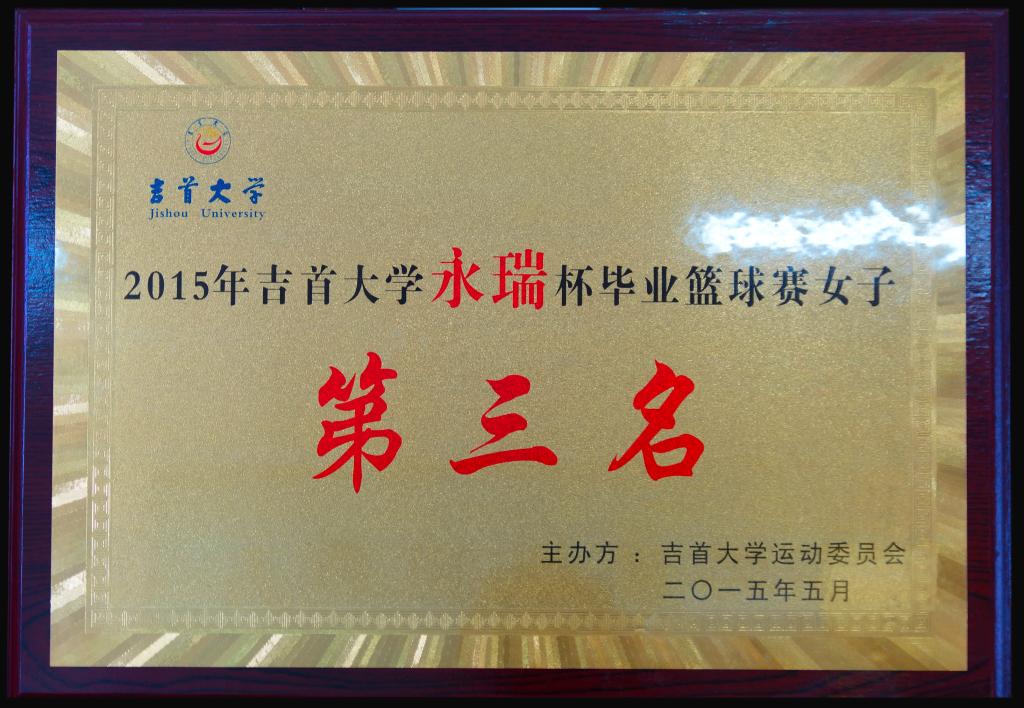 吉首大学
Jishou University
2015年吉首大学永瑞杯毕业篮球赛女子
第三名
主办方：吉首大学运动委员会
二〇一五年五月